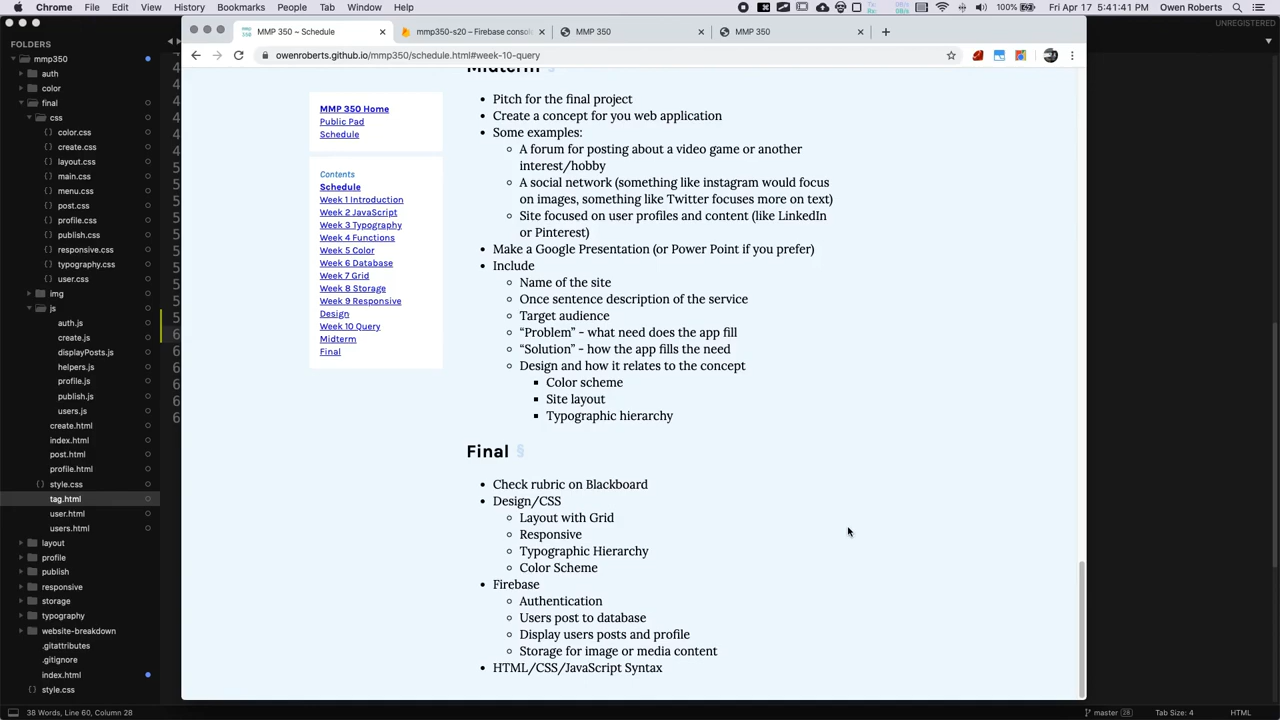 Chrome File Edit View History Bookmarks People Tab Window Help
100% Fri Apr 17 5:41:41 PM Owen Roberts
UNREGISTERED
FOLDERS
mmp350
auth
color
final
css
color.css
create.css
layout.css
main.css
menu.css
post.css
profile.css
publish.css
responsive.css
typography.css
user.css
img
js
auth.js
create.js
displayPosts.js
helpers.js
profile.js
publish.js
users.js
create.html
index.html
post.html
profile.html
style.css
tag.html
user.html
users.html
layout
profile
publish
responsive
storage
typography
website-breakdown
.gitattributes
.gitignore
index.html
style.css
MMP 350 ~ Schedule
mmp350-s20 – Firebase consol
MMP 350
MMP 350
owenroberts.github.io/mmp350/schedule.html#week-10-query
MMP 350 Home
Public Pad
Schedule
Contents
Schedule
Week 1 Introduction
Week 2 JavaScript
Week 3 Typography
Week 4 Functions
Week 5 Color
Week 6 Database
Week 7 Grid
Week 8 Storage
Week 9 Responsive
Design
Week 10 Query
Midterm
Final
Midterm §
Pitch for the final project
Create a concept for you web application
Some examples:
A forum for posting about a video game or another
interest/hobby
A social network (something like instagram would focus
on images, something like Twitter focuses more on text)
Site focused on user profiles and content (like LinkedIn
or Pinterest)
Make a Google Presentation (or Power Point if you prefer)
Include
Name of the site
Once sentence description of the service
Target audience
“Problem” - what need does the app fill
“Solution” - how the app fills the need
Design and how it relates to the concept
Color scheme
Site layout
Typographic hierarchy
Final §
Check rubric on Blackboard
Design/CSS
Layout with Grid
Responsive
Typographic Hierarchy
Color Scheme
Firebase
Authentication
Users post to database
Display users posts and profile
Storage for image or media content
HTML/CSS/JavaScript Syntax
38 Words, Line 60, Column 28
master 28 Tab Size: 4 HTML